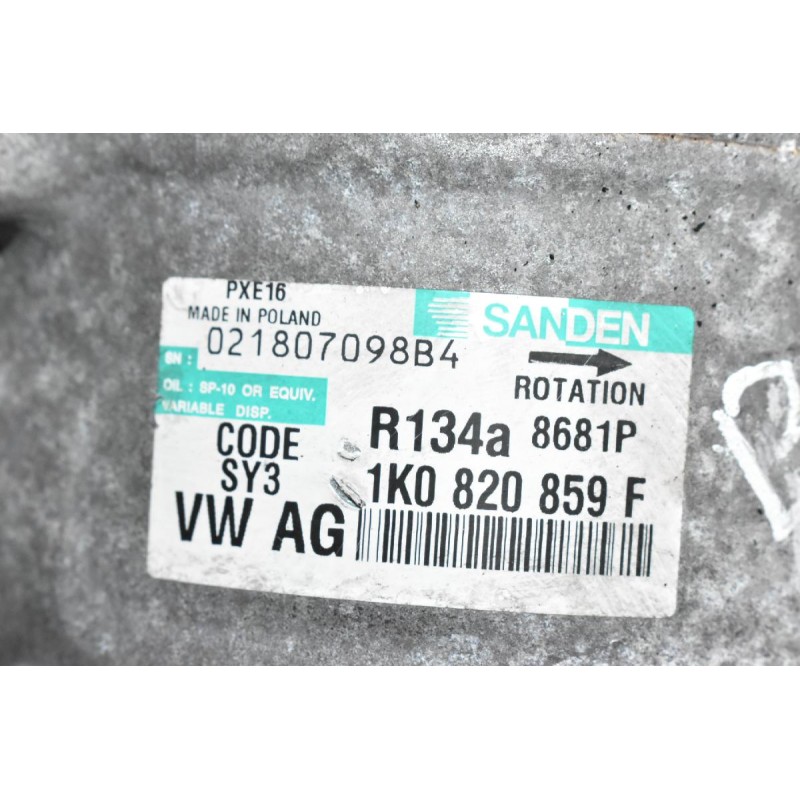 PXE16
MADE IN POLAND
SANDEN
SN : 021807098B4
ROTATION
OIL : SP-10 OR EQUIV.
VARIABLE DISP.
R134a 8681P
CODE
SY3
1K0 820 859 F
VW AG